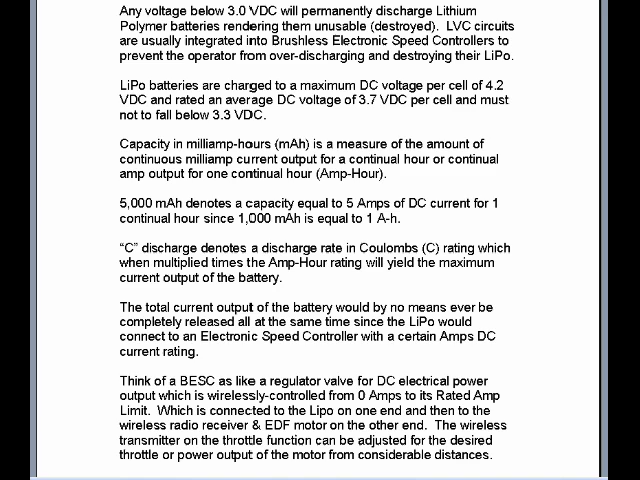 Any voltage below 3.0 VDC will permanently discharge Lithium
Polymer batteries rendering them unusable (destroyed).  LVC circuits
are usually integrated into Brushless Electronic Speed Controllers to
prevent the operator from over-discharging and destroying their LiPo.
LiPo batteries are charged to a maximum DC voltage per cell of 4.2
VDC and rated an average DC voltage of 3.7 VDC per cell and must
not to fall below 3.3 VDC.
Capacity in milliamp-hours (mAh) is a measure of the amount of
continuous milliamp current output for a continual hour or continual
amp output for one continual hour (Amp-Hour).
5,000 mAh denotes a capacity equal to 5 Amps of DC current for 1
continual hour since 1,000 mAh is equal to 1 A-h.
“C” discharge denotes a discharge rate in Coulombs (C) rating which
when multiplied times the Amp-Hour rating will yield the maximum
current output of the battery.
The total current output of the battery would by no means ever be
completely released all at the same time since the LiPo would
connect to an Electronic Speed Controller with a certain Amps DC
current rating.
Think of a BESC as like a regulator valve for DC electrical power
output which is wirelessly-controlled from 0 Amps to its Rated Amp
Limit.  Which is connected to the Lipo on one end and then to the
wireless radio receiver & EDF motor on the other end.  The wireless
transmitter on the throttle function can be adjusted for the desired
throttle or power output of the motor from considerable distances.